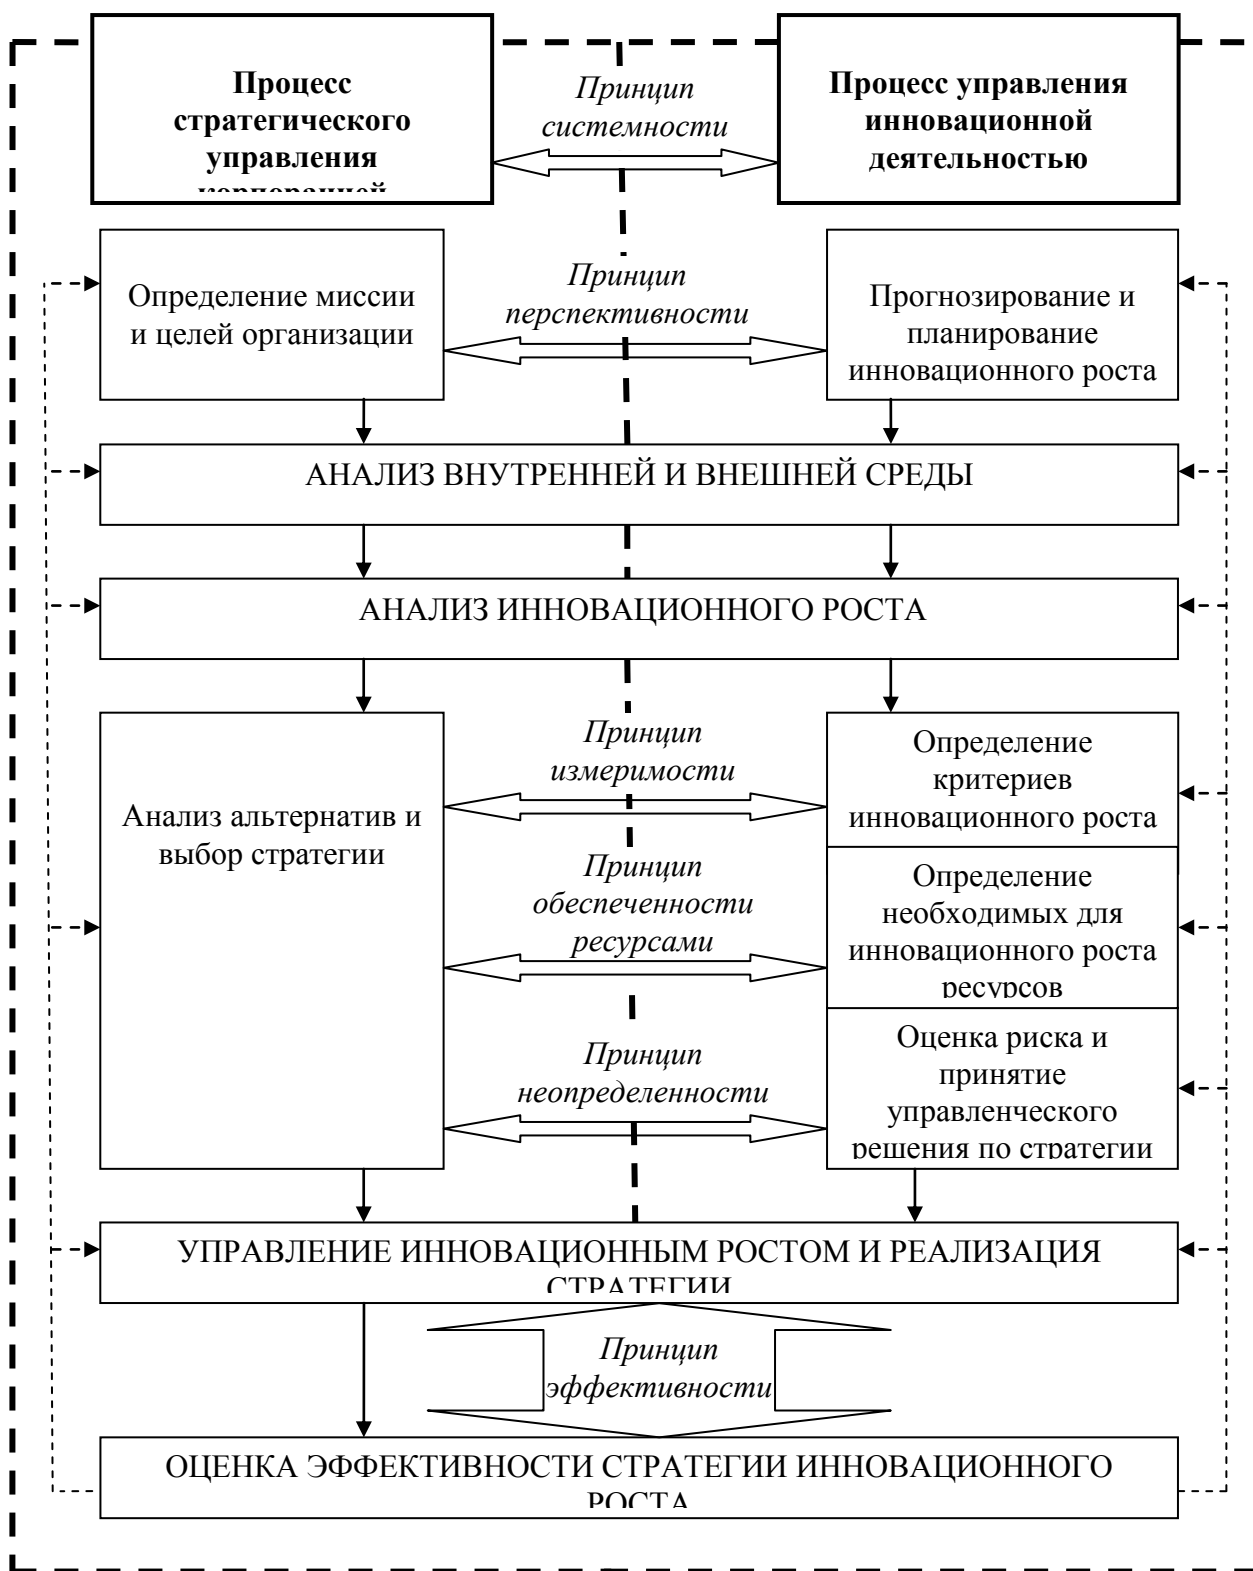 Процесс
стратегического
управления
корпорацией
Принцип
системности
Процесс управления
инновационной
деятельностью
Определение миссии
и целей организации
Принцип
перспективности
Прогнозирование и
планирование
инновационного роста
АНАЛИЗ ВНУТРЕННЕЙ И ВНЕШНЕЙ СРЕДЫ
АНАЛИЗ ИННОВАЦИОННОГО РОСТА
Анализ альтернатив и
выбор стратегии
Принцип
измеримости
Определение
критериев
инновационного роста
Принцип
обеспеченности
ресурсами
Определение
необходимых для
инновационного роста
ресурсов
Принцип
неопределенности
Оценка риска и
принятие
управленческого
решения по стратегии
УПРАВЛЕНИЕ ИННОВАЦИОННЫМ РОСТОМ И РЕАЛИЗАЦИЯ
СТРАТЕГИИ
Принцип
эффективности
ОЦЕНКА ЭФФЕКТИВНОСТИ СТРАТЕГИИ ИННОВАЦИОННОГО
РОСТА